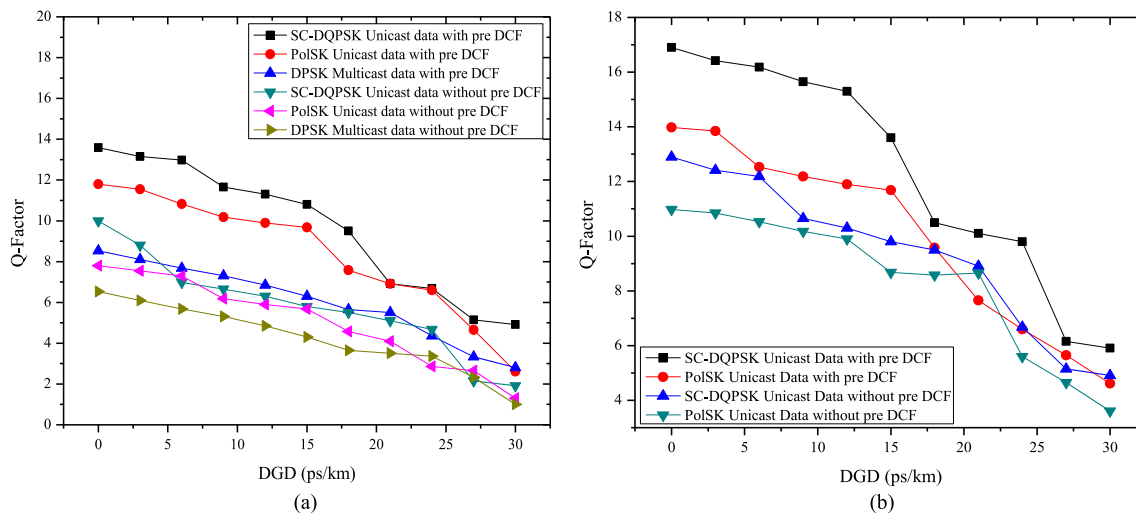 20
18
16
14
12
10
8
6
4
2
0
Q-Factor
SC-DQPSK Unicast data with pre DCF
PolSK Unicast data with pre DCF
DPSK Multicast data with pre DCF
SC-DQPSK Unicast data without pre DCF
PolSK Unicast data without pre DCF
DPSK Multicast data without pre DCF
0 5 10 15 20 25 30
DGD (ps/km)
(a)
18
16
14
12
10
8
6
4
Q-Factor
SC-DQPSK Unicast Data with pre DCF
PolSK Unicast Data with pre DCF
SC-DQPSK Unicast Data without pre DCF
PolSK Unicast Data without pre DCF
0 5 10 15 20 25 30
DGD (ps/km)
(b)